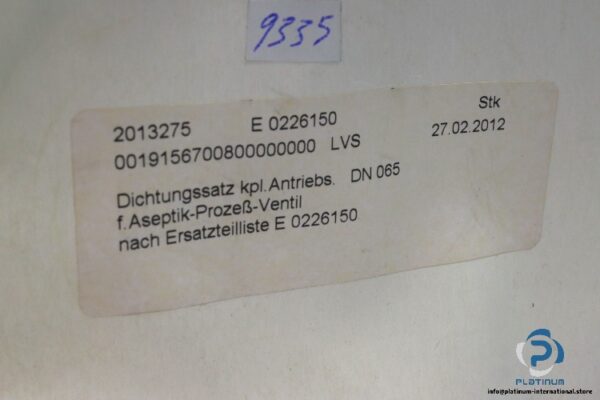 9335
2013275 E 0226150 Stk
0019156700800000000 LVS 27.02.2012
Dichtungssatz kpl. Antriebs. DN 065
f. Aseptik-Prozeß-Ventil
nach Ersatzteilliste E 0226150
PLATINUM
info@platinum-international.store